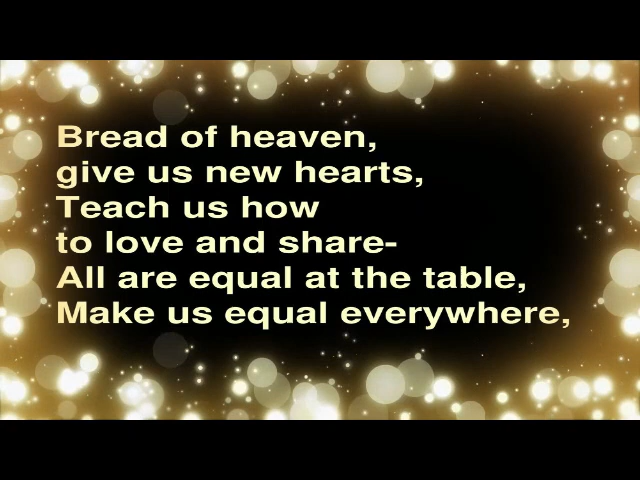 Bread of heaven,
give us new hearts,
Teach us how
to love and share-
All are equal at the table,
Make us equal everywhere,